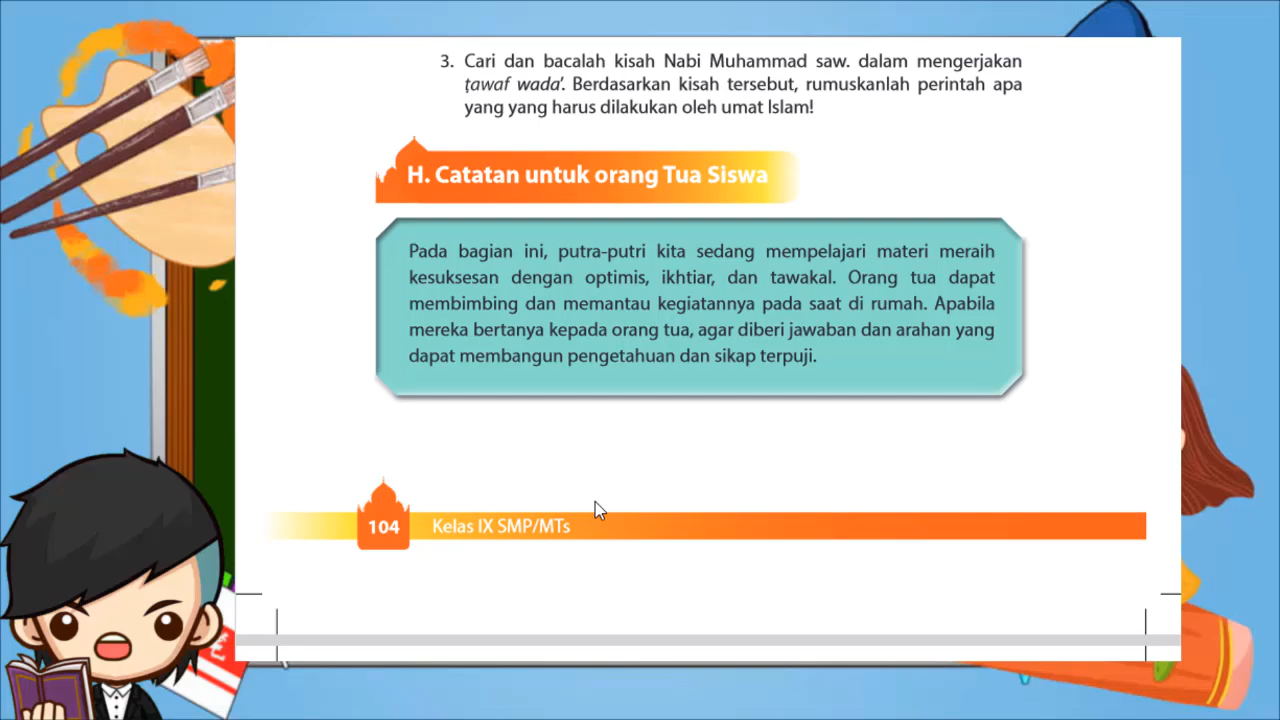 3. Cari dan bacalah kisah Nabi Muhammad saw. dalam mengerjakan
ṭawaf wada'. Berdasarkan kisah tersebut, rumuskanlah perintah apa
yang yang harus dilakukan oleh umat Islam!
H. Catatan untuk orang Tua Siswa
Pada bagian ini, putra-putri kita sedang mempelajari materi meraih
kesuksesan dengan optimis, ikhtiar, dan tawakal. Orang tua dapat
membimbing dan memantau kegiatannya pada saat di rumah. Apabila
mereka bertanya kepada orang tua, agar diberi jawaban dan arahan yang
dapat membangun pengetahuan dan sikap terpuji.
104 Kelas IX SMP/MTs